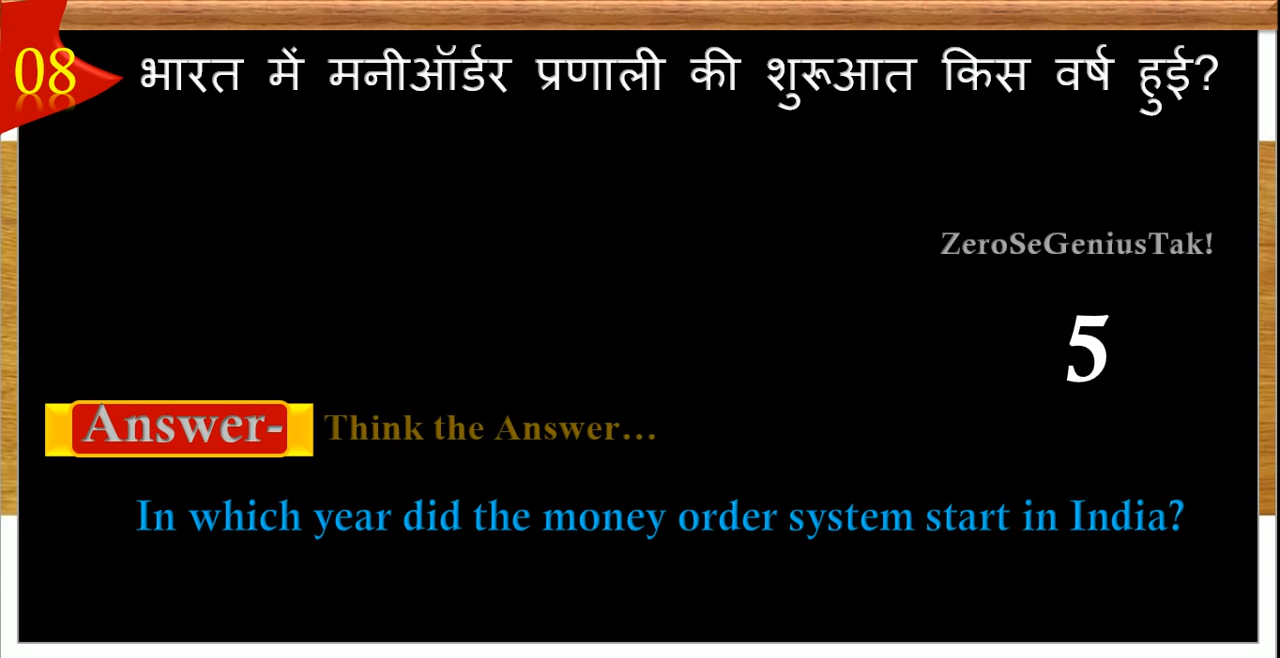 08
भारत में मनीऑर्डर प्रणाली की शुरूआत किस वर्ष हुई?
ZeroSeGeniusTak!
5
Answer- Think the Answer...
In which year did the money order system start in India?